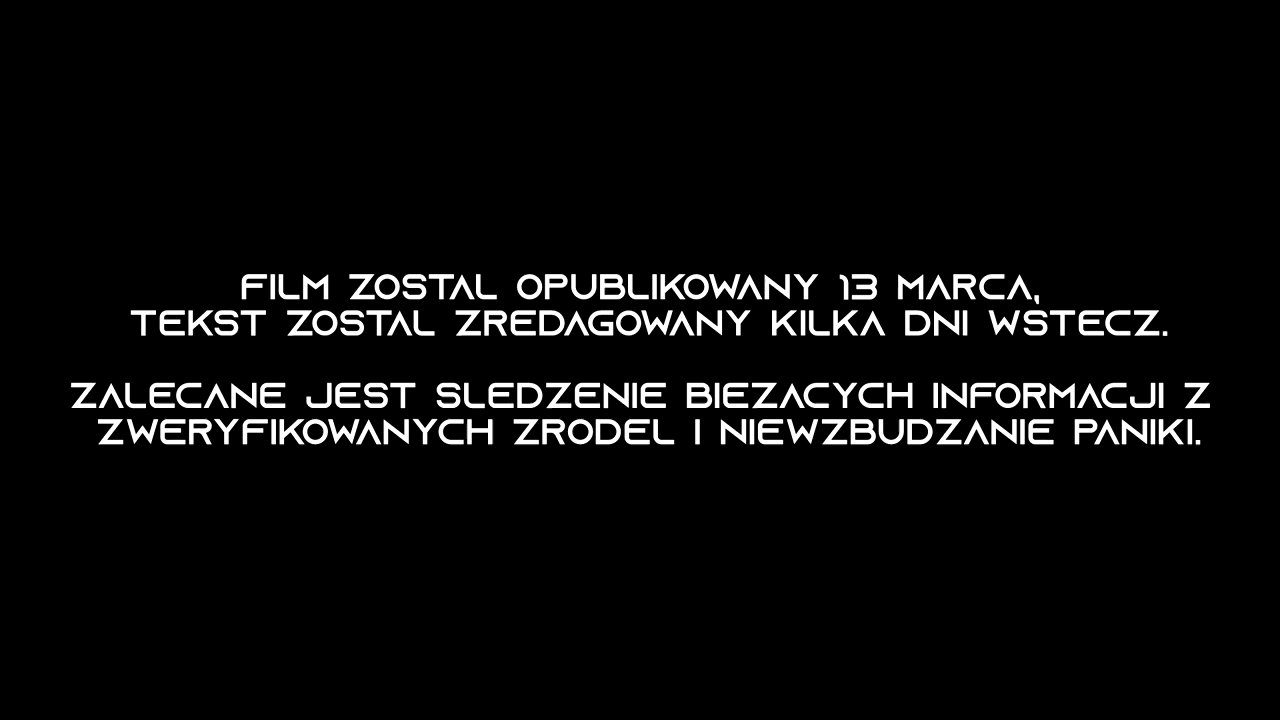 FILM ZOSTAL OPUBLIKOWANY 13 MARCA,
TEKST ZOSTAL ZREDAGOWANY KILKA DNI WSTECZ.
ZALECANE JEST SLEDZENIE BIEZACYCH INFORMACJI Z
ZWERYFIKOWANYCH ZRODEL I NIEWZBUDZANIE PANIKI.